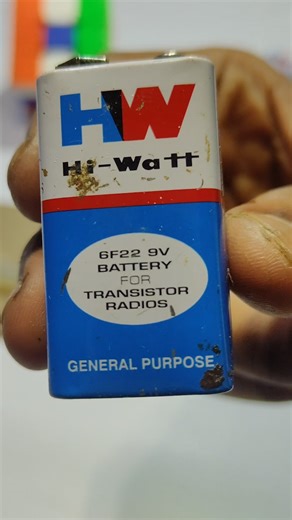 HW
Hi-Watt
6F22 9V
BATTERY
FOR
TRANSISTOR
RADIOS
GENERAL PURPOSE